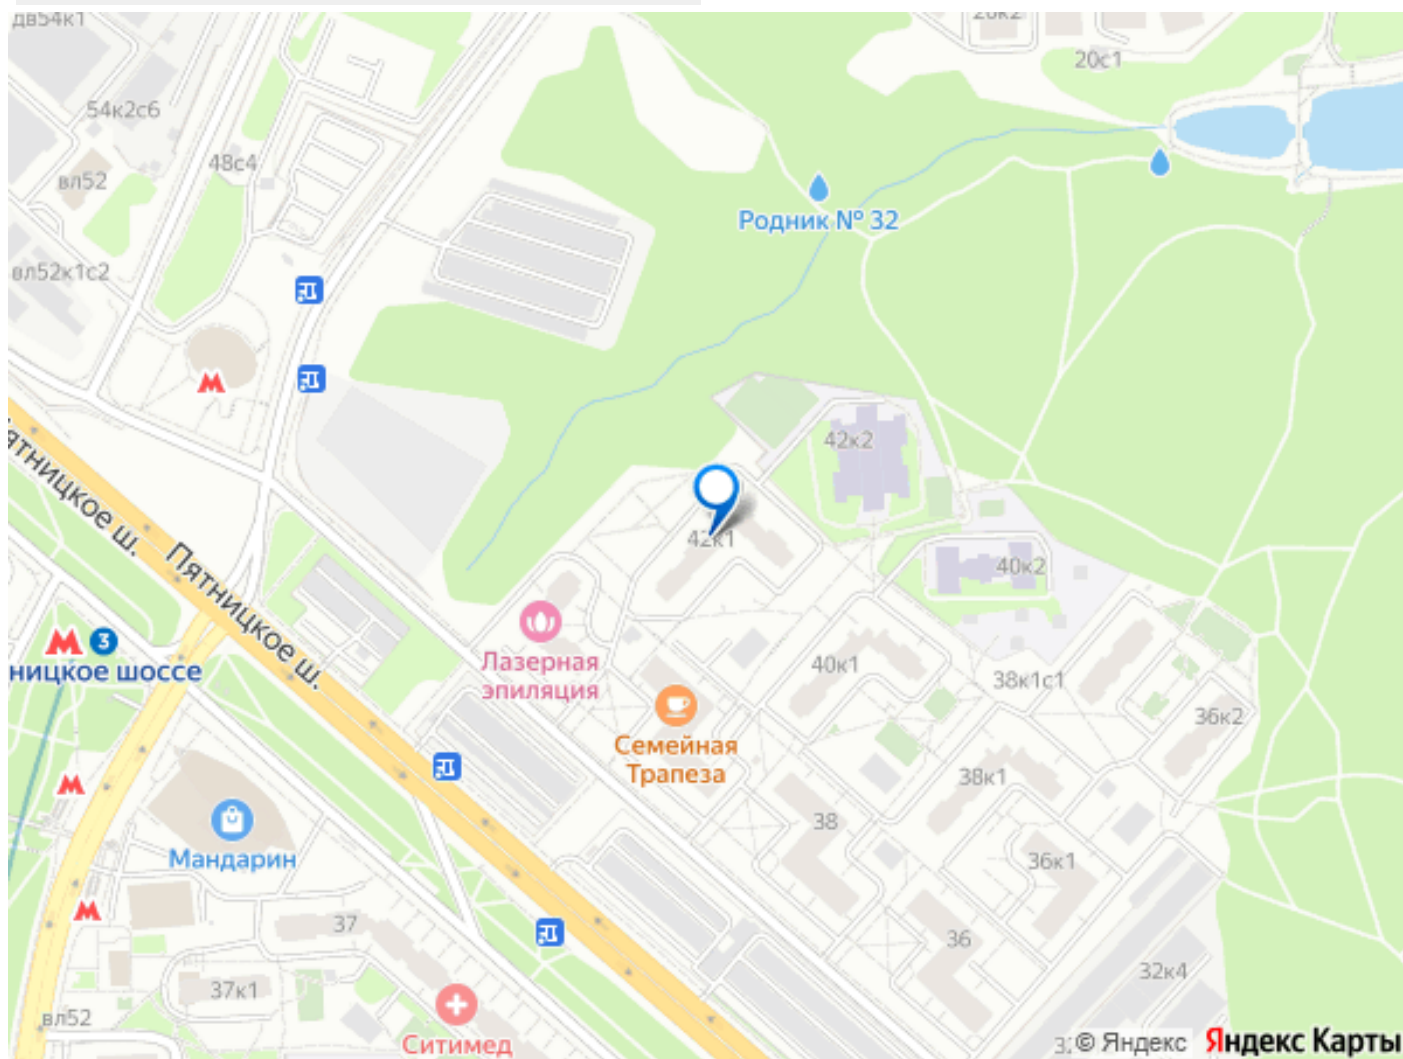 дв54к1
20к2
20с1
54к2с6
48с4
вл52
Родник № 32
вл52к1с2
42к2
Пятницкое ш.
42к1
40к2
Пятницкое ш.
3
ницкое шоссе
Лазерная
эпиляция
40к1
38к1с1
36к2
Семейная
Трапеза
38к1
38
Мандарин
36к1
37
36
32к4
37к1
вл52
Ситимед
© Яндекс
Яндекс Карты